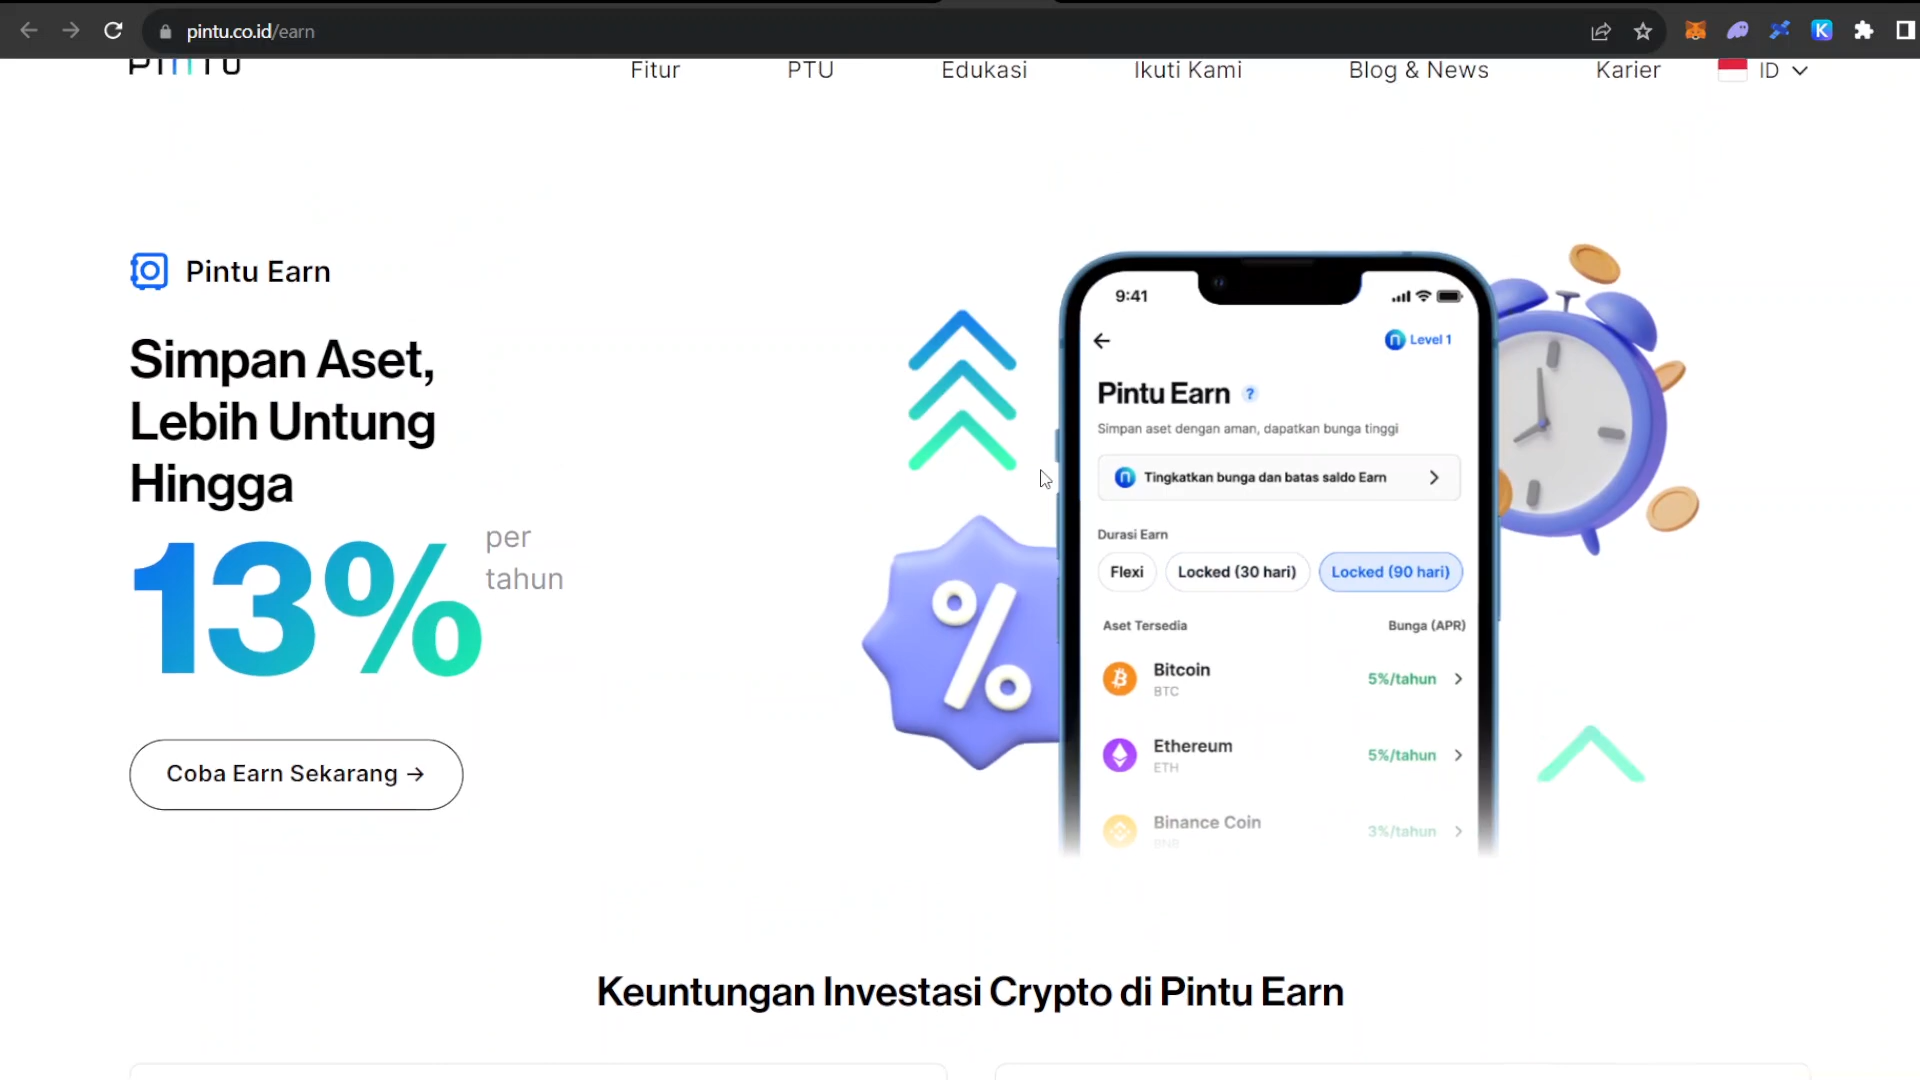 pintu.co.id/earn
PINTU
Fitur
PTU
Edukasi
Ikuti Kami
Blog & News
Karier
ID
Pintu Earn
Simpan Aset,
Lebih Untung
Hingga
13%
per
tahun
Coba Earn Sekarang →
%
9:41
Level 1
Pintu Earn ?
Simpan aset dengan aman, dapatkan bunga tinggi
Tingkatkan bunga dan batas saldo Earn
Durasi Earn
Flexi
Locked (30 hari)
Locked (90 hari)
Aset Tersedia
Bunga (APR)
Bitcoin
BTC
5%/tahun
Ethereum
ETH
5%/tahun
Binance Coin
BNB
3%/tahun
Keuntungan Investasi Crypto di Pintu Earn